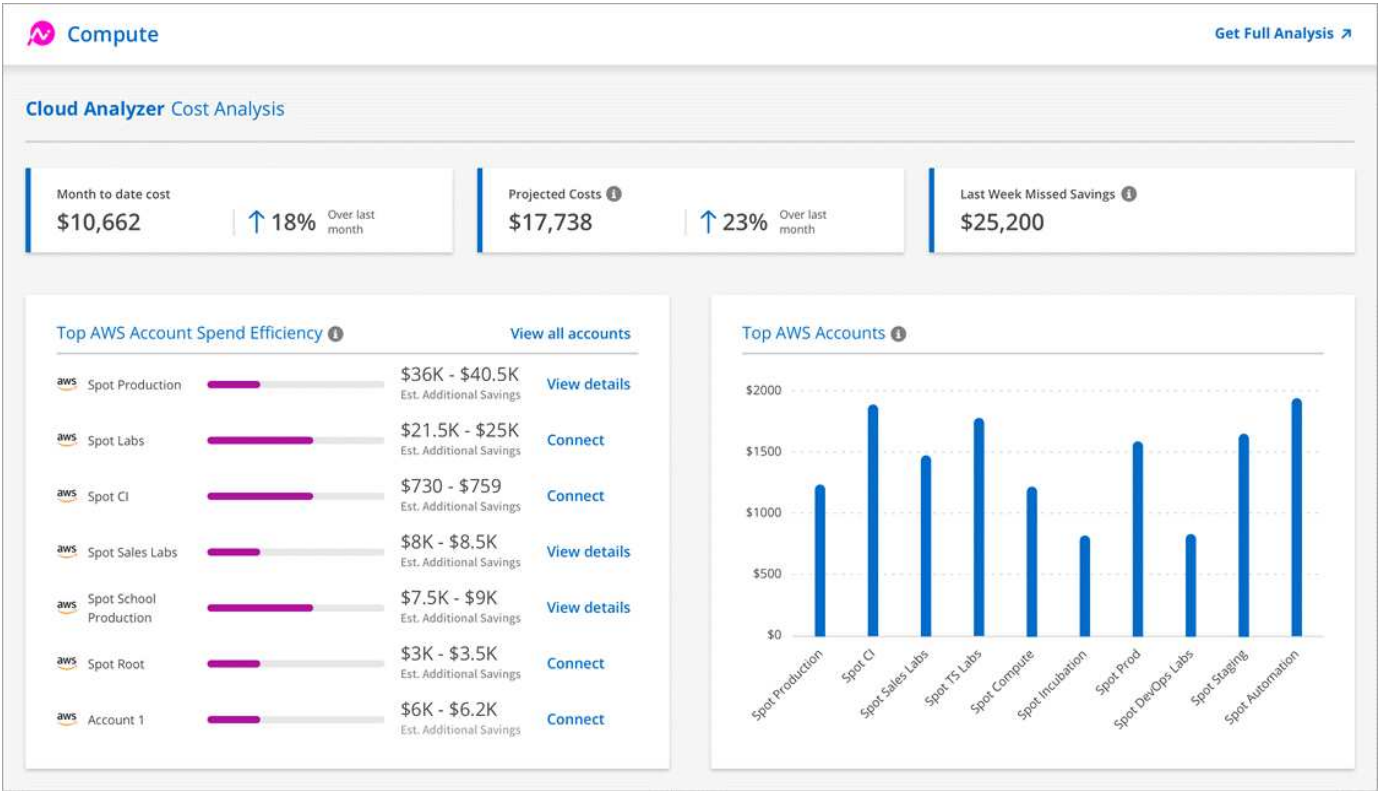 Compute
Get Full Analysis
Cloud Analyzer Cost Analysis
Month to date cost
$10,662
18%
Over last
month
Projected Costs
$17,738
23%
Over last
month
Last Week Missed Savings
$25,200
Top AWS Account Spend Efficiency
View all accounts
aws Spot Production
$36K - $40.5K
Est. Additional Savings
View details
aws Spot Labs
$21.5K - $25K
Est. Additional Savings
Connect
aws Spot CI
$730 - $759
Est. Additional Savings
Connect
aws Spot Sales Labs
$8K - $8.5K
Est. Additional Savings
View details
aws Spot School
Production
$7.5K - $9K
Est. Additional Savings
View details
aws Spot Root
$3K - $3.5K
Est. Additional Savings
Connect
aws Account 1
$6K - $6.2K
Est. Additional Savings
Connect
Top AWS Accounts
$2000
$1500
$1000
$500
$0
Spot Production
Spot CI
Spot Sales Labs
Spot TS Labs
Spot Compute
Spot Incubation
Spot Prod
Spot DevOps Labs
Spot Staging
Spot Automation